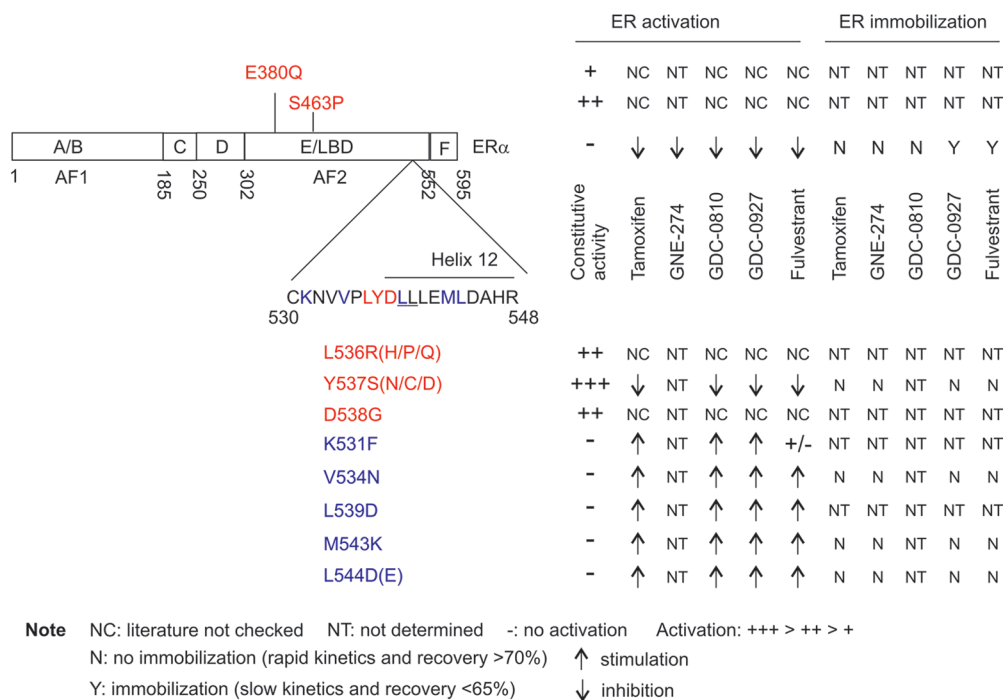 ER activation ER immobilization
E380Q + NC NT NC NC NC NT NT NT NT NT
S463P ++ NC NT NC NC NC NT NT NT NT NT
A/B C D E/LBD F ERα - ↓ ↓ ↓ ↓ ↓ N N N Y Y
1 AF1 185 250 302 AF2 552 595
Constitutive activity Tamoxifen GNE-274 GDC-0810 GDC-0927 Fulvestrant Tamoxifen GNE-274 GDC-0810 GDC-0927 Fulvestrant
Helix 12
CKNVVPLYDLLLEMLDAHR
530 548
L536R(H/P/Q) ++ NC NT NC NC NC NT NT NT NT NT
Y537S(N/C/D) +++ ↓ NT ↓ ↓ ↓ N N NT N N
D538G ++ NC NT NC NC NC NT NT NT NT NT
K531F - ↑ NT ↑ ↑ +/- NT NT NT NT NT
V534N - ↑ NT ↑ ↑ ↑ N N NT N N
L539D - ↑ NT ↑ ↑ ↑ NT NT NT NT NT
M543K - ↑ NT ↑ ↑ ↑ N N NT N N
L544D(E) - ↑ NT ↑ ↑ ↑ N N NT N N
Note NC: literature not checked NT: not determined -: no activation Activation: +++ > ++ > +
N: no immobilization (rapid kinetics and recovery >70%) ↑ stimulation
Y: immobilization (slow kinetics and recovery <65%) ↓ inhibition